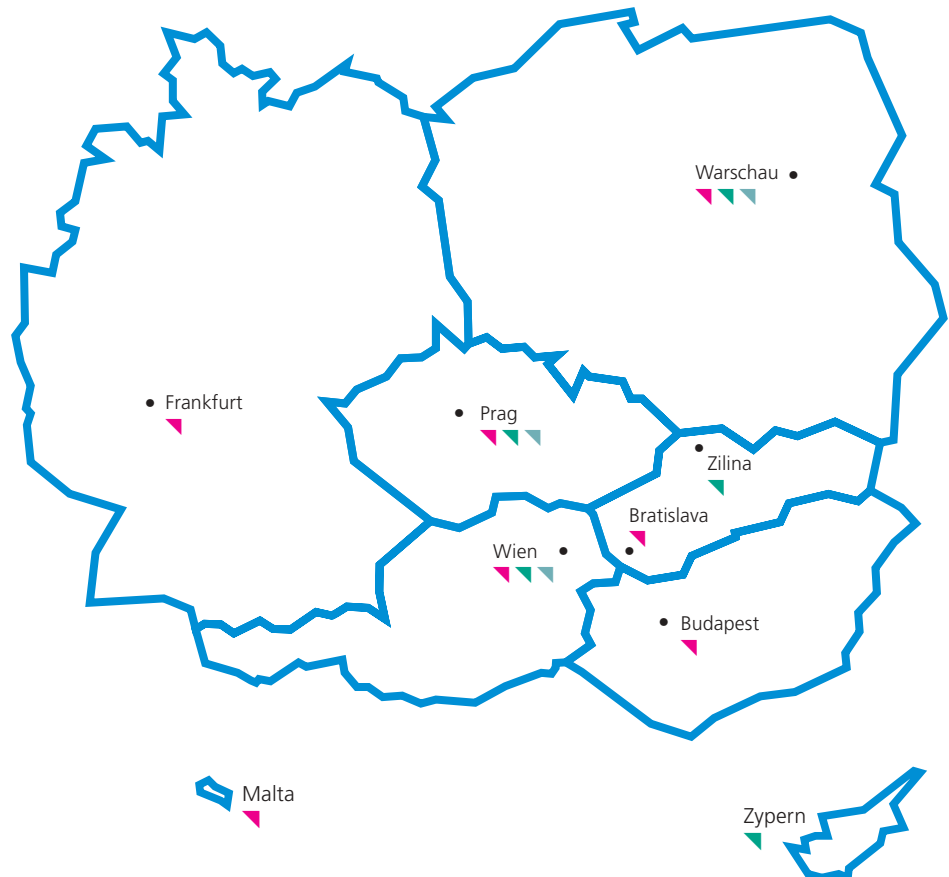 Warschau
Frankfurt
Prag
Zilina
Bratislava
Wien
Budapest
Malta
Zypern